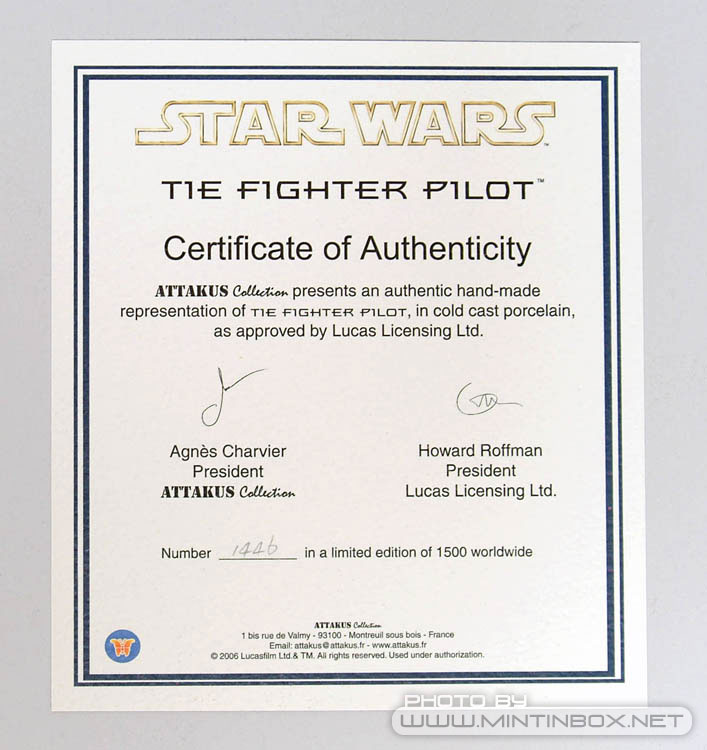 STAR WARS™
TIE FIGHTER PILOT™
Certificate of Authenticity
ATTAKUS Collection presents an authentic hand-made
representation of TIE FIGHTER PILOT, in cold cast porcelain,
as approved by Lucas Licensing Ltd.
Agnès Charvier
President
ATTAKUS Collection
Howard Roffman
President
Lucas Licensing Ltd.
Number 1446 in a limited edition of 1500 worldwide
ATTAKUS Collection
1 bis rue de Valmy - 93100 - Montreuil sous bois - France
Email: attakus@attakus.fr - www.attakus.fr
© 2006 Lucasfilm Ltd.& TM. All rights reserved. Used under authorization.
PHOTO BY
WWW.MINTINBOX.NET